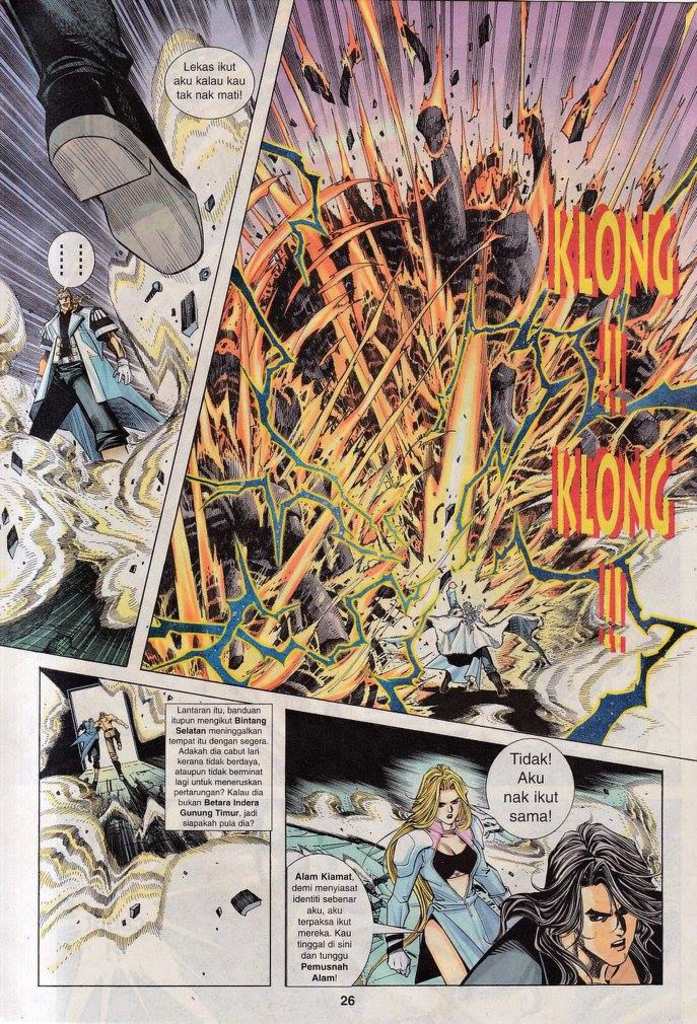 Lekas ikut
aku kalau kau
tak nak mati!
KLONG
!!!
KLONG
!!!
Lantaran itu, banduan
itupun mengikut Bintang
Selatan meninggalkan
tempat itu dengan segera.
Adakah dia cabut lari
kerana tidak berdaya,
ataupun tidak berminat
lagi untuk meneruskan
pertarungan? Kalau dia
bukan Betara Indera
Gunung Timur, jadi
siapakah pula dia?
Alam Kiamat,
demi menyiasat
identiti sebenar
aku, aku
terpaksa ikut
mereka. Kau
tinggal di sini
dan tunggu
Pemusnah
Alam!
Tidak!
Aku
nak ikut
sama!
26